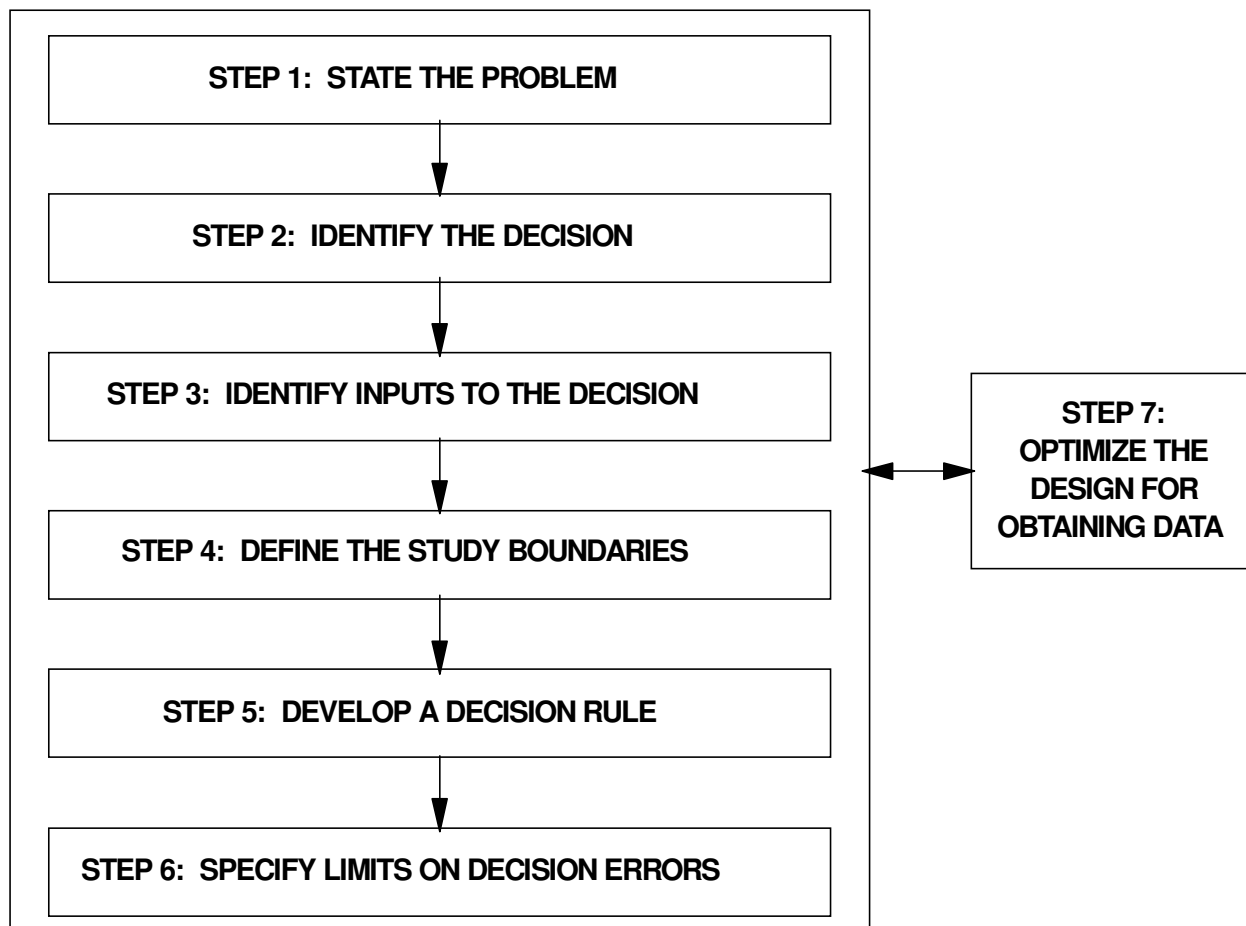 STEP 1: STATE THE PROBLEM
STEP 2: IDENTIFY THE DECISION
STEP 3: IDENTIFY INPUTS TO THE DECISION
STEP 4: DEFINE THE STUDY BOUNDARIES
STEP 5: DEVELOP A DECISION RULE
STEP 6: SPECIFY LIMITS ON DECISION ERRORS
STEP 7:
OPTIMIZE THE
DESIGN FOR
OBTAINING DATA